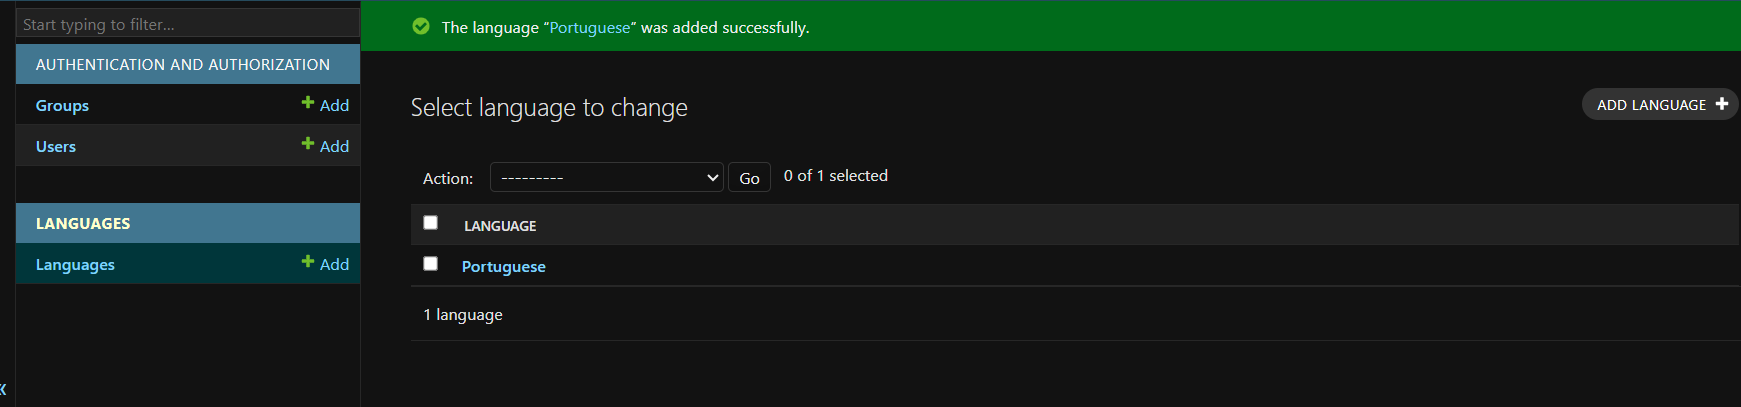 Start typing to filter...
AUTHENTICATION AND AUTHORIZATION
Groups + Add
Users + Add
LANGUAGES
Languages + Add
«
The language “Portuguese” was added successfully.
Select language to change
ADD LANGUAGE +
Action: --------- Go 0 of 1 selected
LANGUAGE
Portuguese
1 language